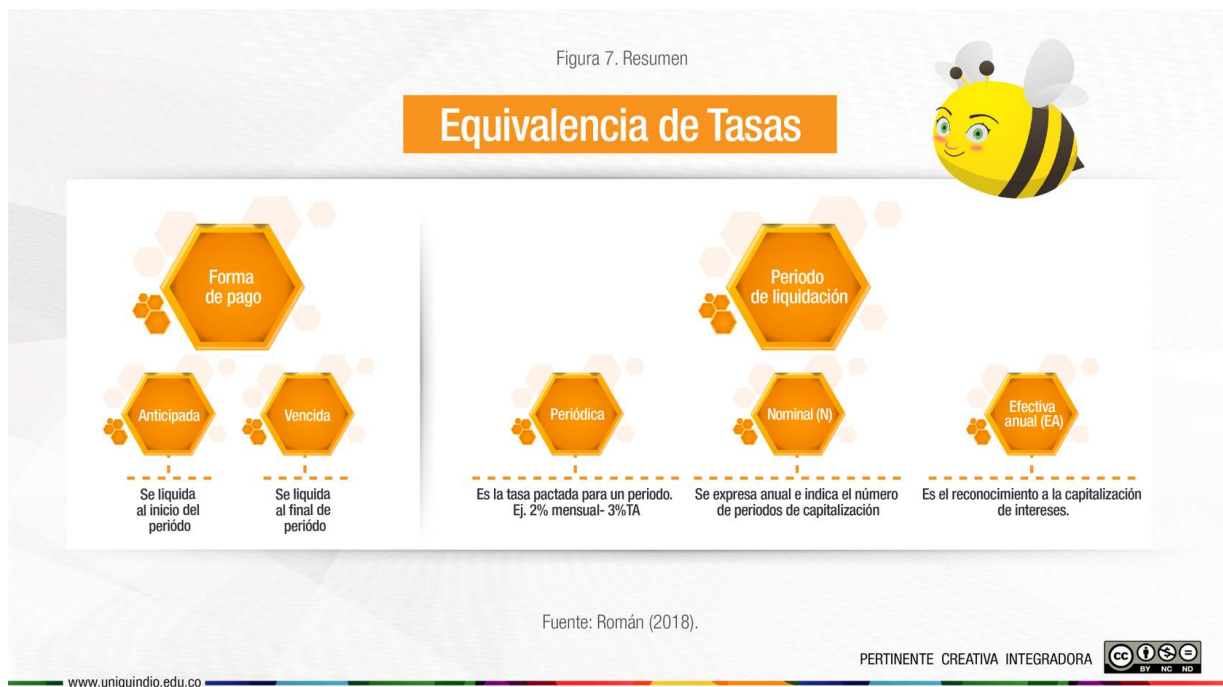 Figura 7. Resumen
Equivalencia de Tasas
Forma
de pago
Anticipada
Vencida
Se liquida
al inicio del
periódo
Se liquida
al final de
periódo
Periodo
de liquidación
Periódica
Nominal (N)
Efectiva
anual (EA)
Es la tasa pactada para un periodo.
Ej. 2% mensual- 3%TA
Se expresa anual e indica el número
de periodos de capitalización
Es el reconocimiento a la capitalización
de intereses.
Fuente: Román (2018).
PERTINENTE CREATIVA INTEGRADORA
cc BY NC ND
www.uniquindio.edu.co